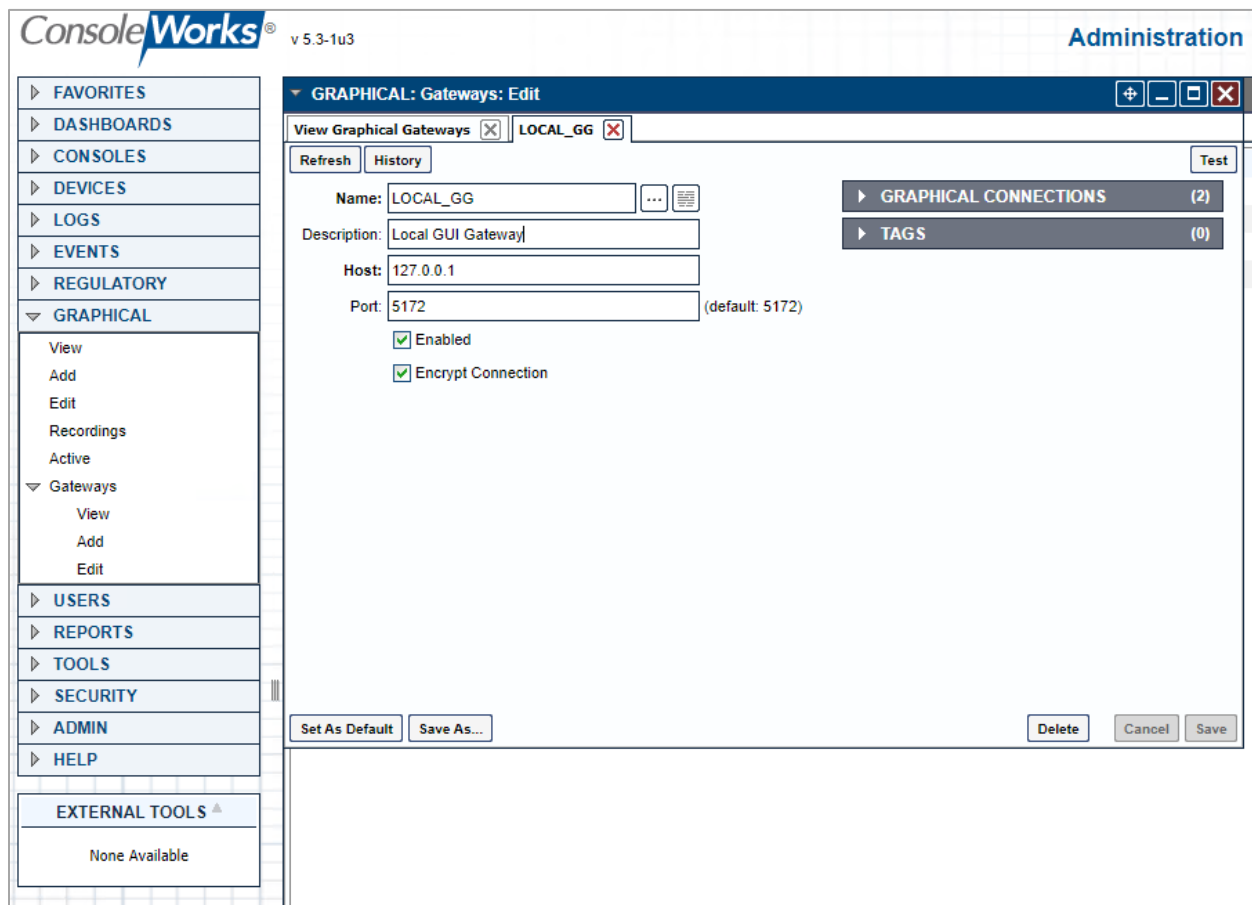 ConsoleWorks® v 5.3-1u3
Administration
FAVORITES
DASHBOARDS
CONSOLES
DEVICES
LOGS
EVENTS
REGULATORY
GRAPHICAL
View
Add
Edit
Recordings
Active
Gateways
View
Add
Edit
USERS
REPORTS
TOOLS
SECURITY
ADMIN
HELP
EXTERNAL TOOLS
None Available
GRAPHICAL: Gateways: Edit
View Graphical Gateways LOCAL_GG
Refresh History Test
Name: LOCAL_GG ...
Description: Local GUI Gateway
Host: 127.0.0.1
Port: 5172 (default: 5172)
Enabled
Encrypt Connection
GRAPHICAL CONNECTIONS (2)
TAGS (0)
Set As Default Save As... Delete Cancel Save